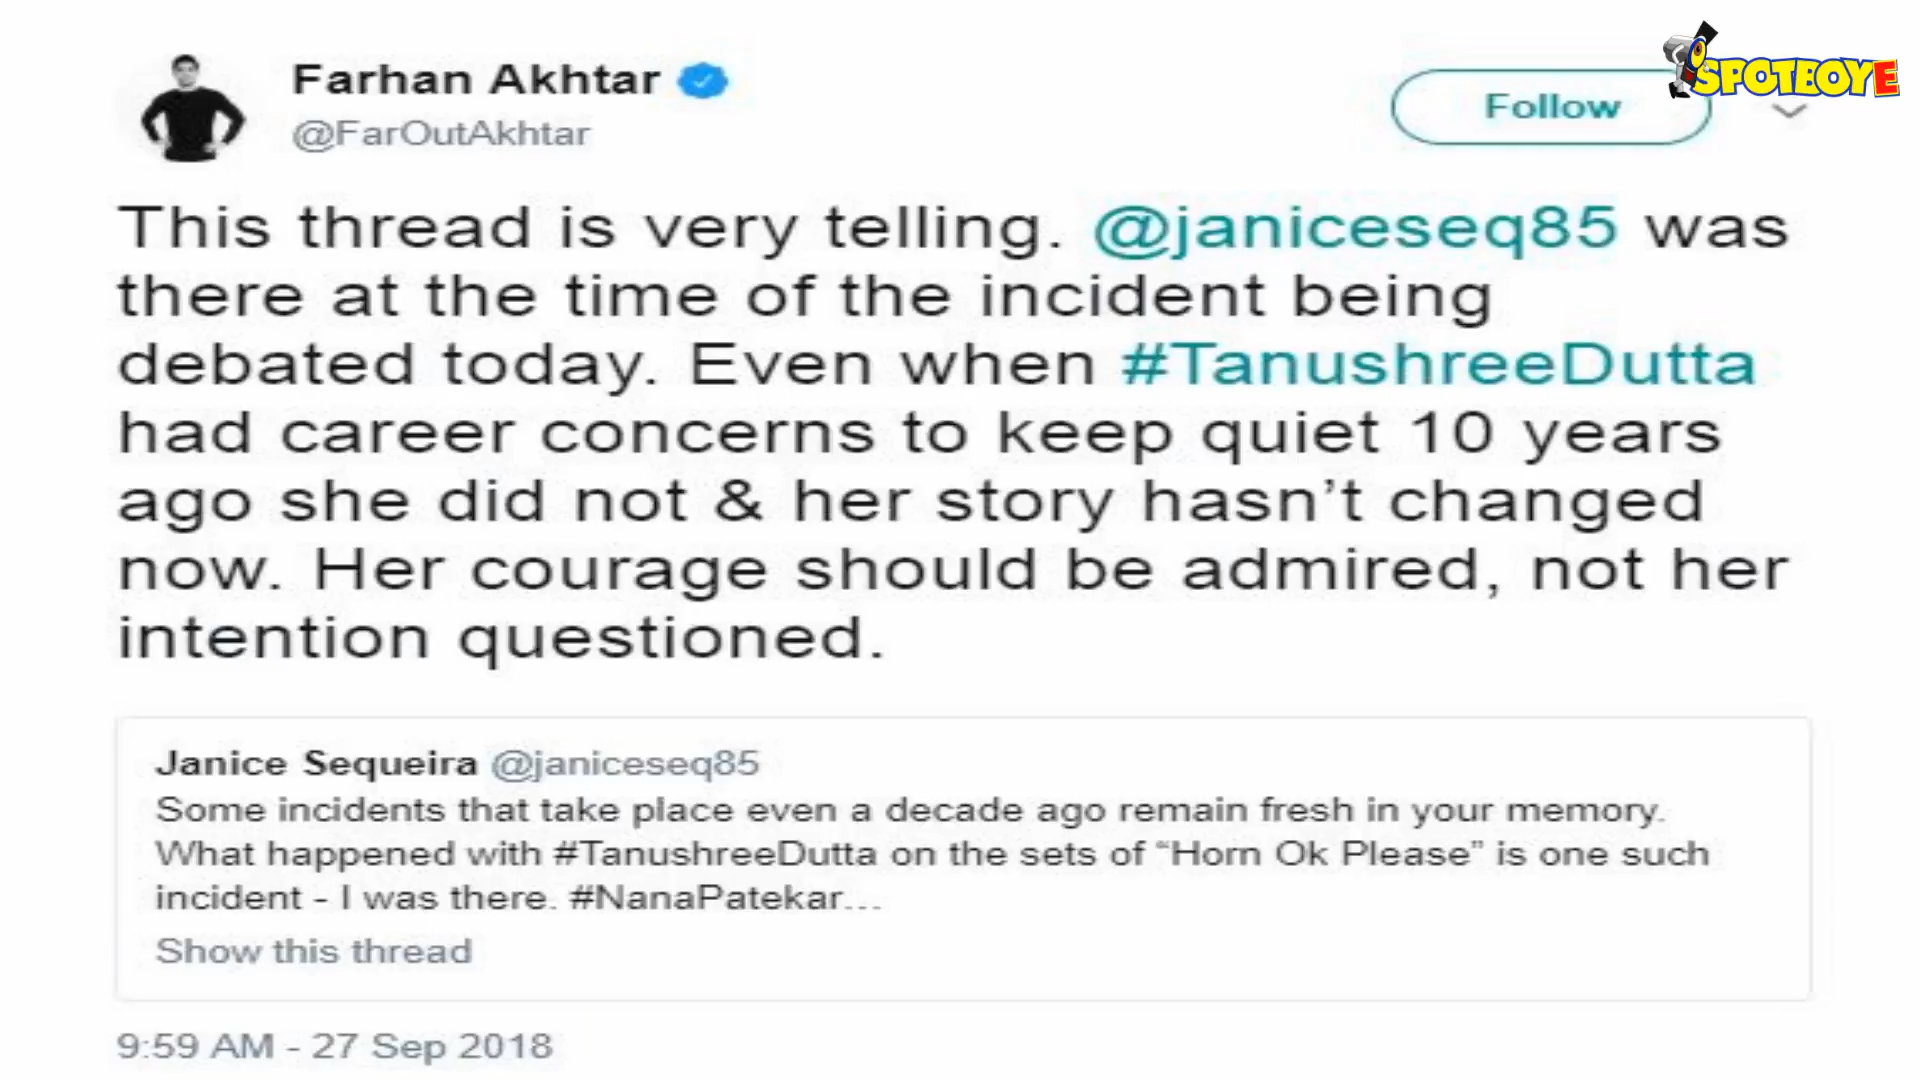 SPOTBOYE
Farhan Akhtar
@FarOutAkhtar
Follow
This thread is very telling. @janiceseq85 was
there at the time of the incident being
debated today. Even when #TanushreeDutta
had career concerns to keep quiet 10 years
ago she did not & her story hasn’t changed
now. Her courage should be admired, not her
intention questioned.
Janice Sequeira @janiceseq85
Some incidents that take place even a decade ago remain fresh in your memory.
What happened with #TanushreeDutta on the sets of “Horn Ok Please” is one such
incident - I was there. #NanaPatekar...
Show this thread
9:59 AM - 27 Sep 2018